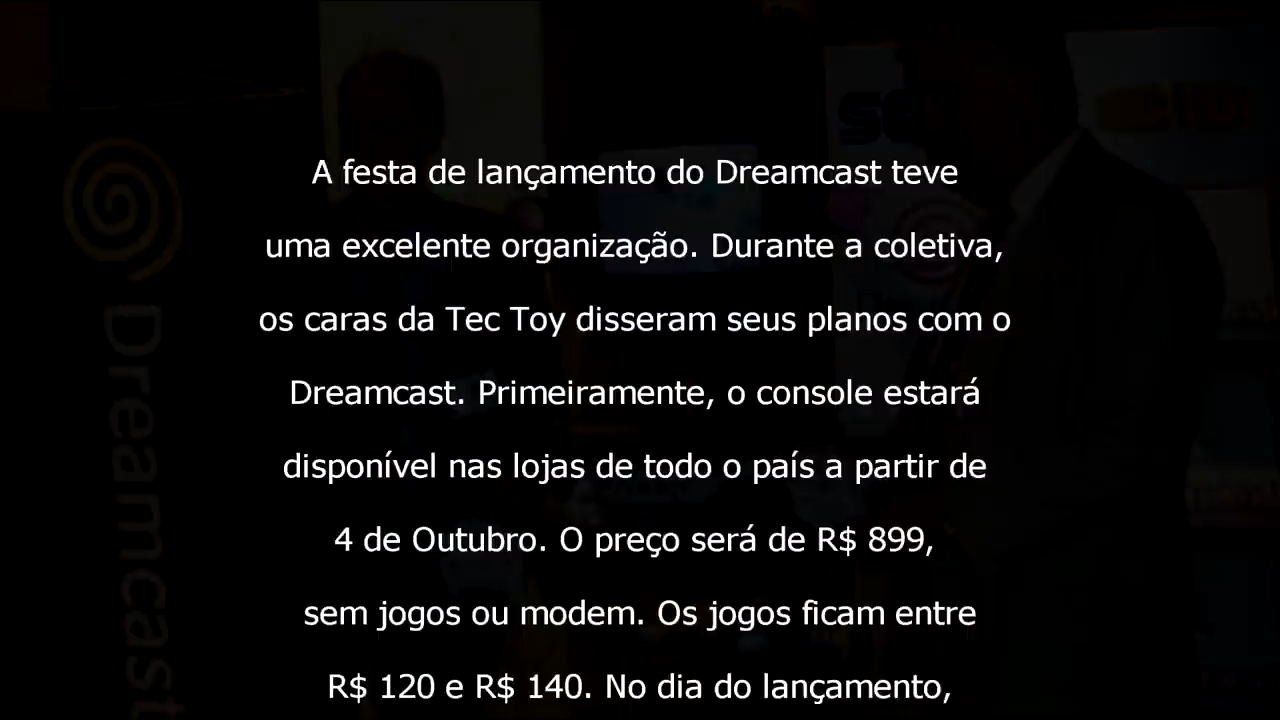 A festa de lançamento do Dreamcast teve
uma excelente organização. Durante a coletiva,
os caras da Tec Toy disseram seus planos com o
Dreamcast. Primeiramente, o console estará
disponível nas lojas de todo o país a partir de
4 de Outubro. O preço será de R$ 899,
sem jogos ou modem. Os jogos ficam entre
R$ 120 e R$ 140. No dia do lançamento,
Dreamcast